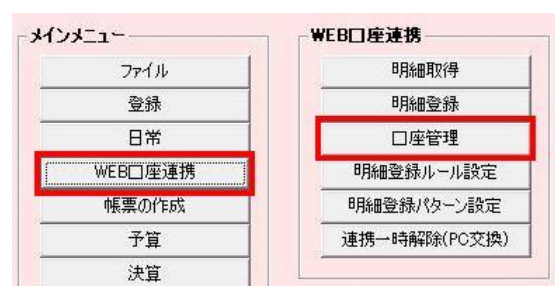 メインメニュー
ファイル
登録
日常
WEB口座連携
帳票の作成
予算
決算
WEB口座連携
明細取得
明細登録
口座管理
明細登録ルール設定
明細登録パターン設定
連携一時解除(PC交換)